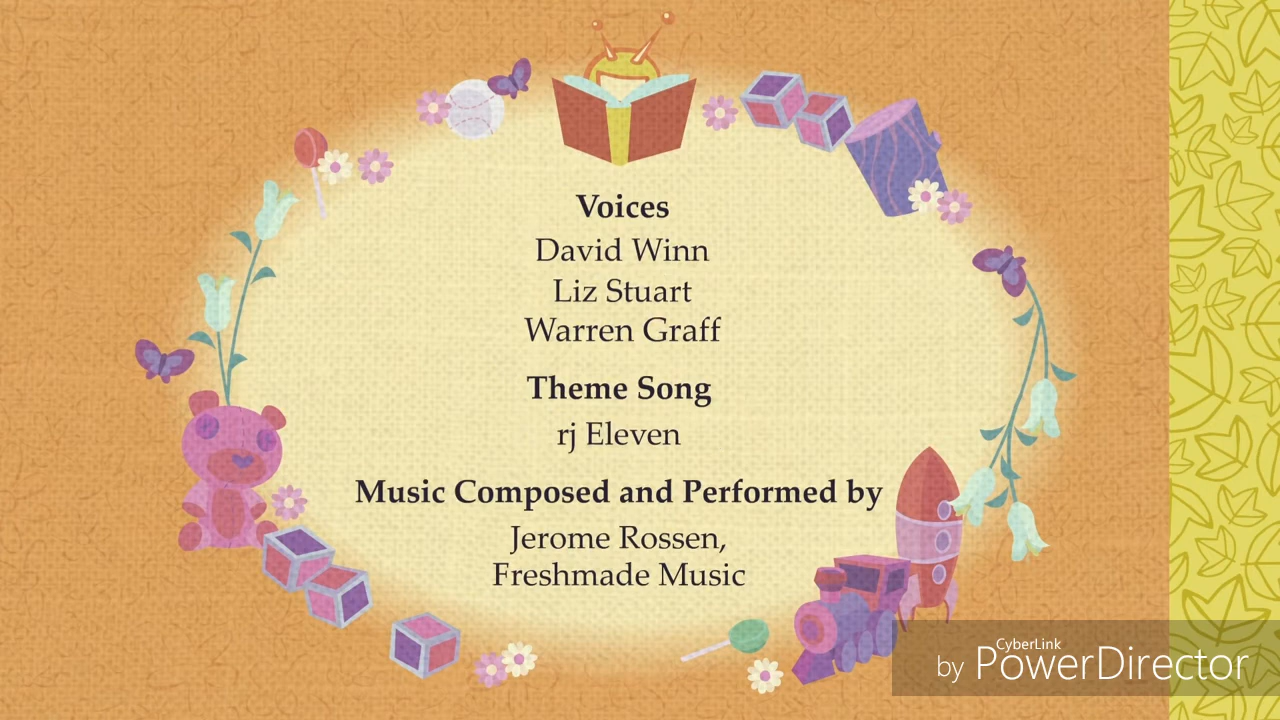 Voices
David Winn
Liz Stuart
Warren Graff
Theme Song
rj Eleven
Music Composed and Performed by
Jerome Rossen,
Freshmade Music
CyberLink
by PowerDirector